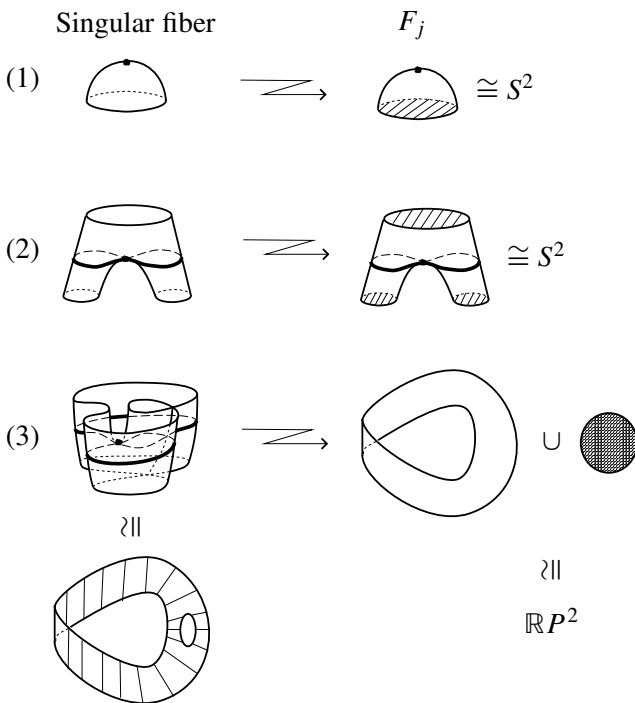 Singular fiber F_j
(1) ≅ S^2
(2) ≅ S^2
(3) ∪
≀|| ≀||
ℝP^2